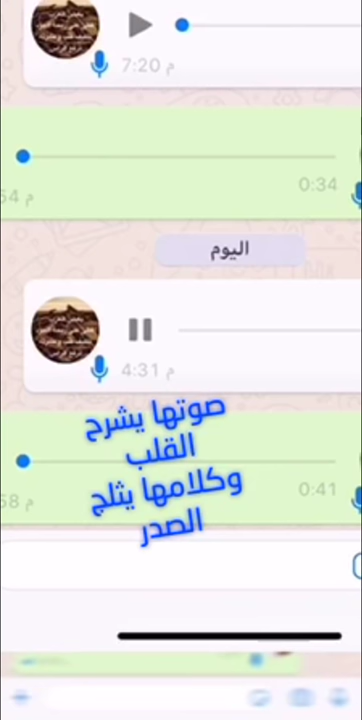 7:20 م
0:34
54 م
اليوم
4:31 م
صوتها يشرح
القلب
وكلامها يثلج
الصدر
0:41
58 م